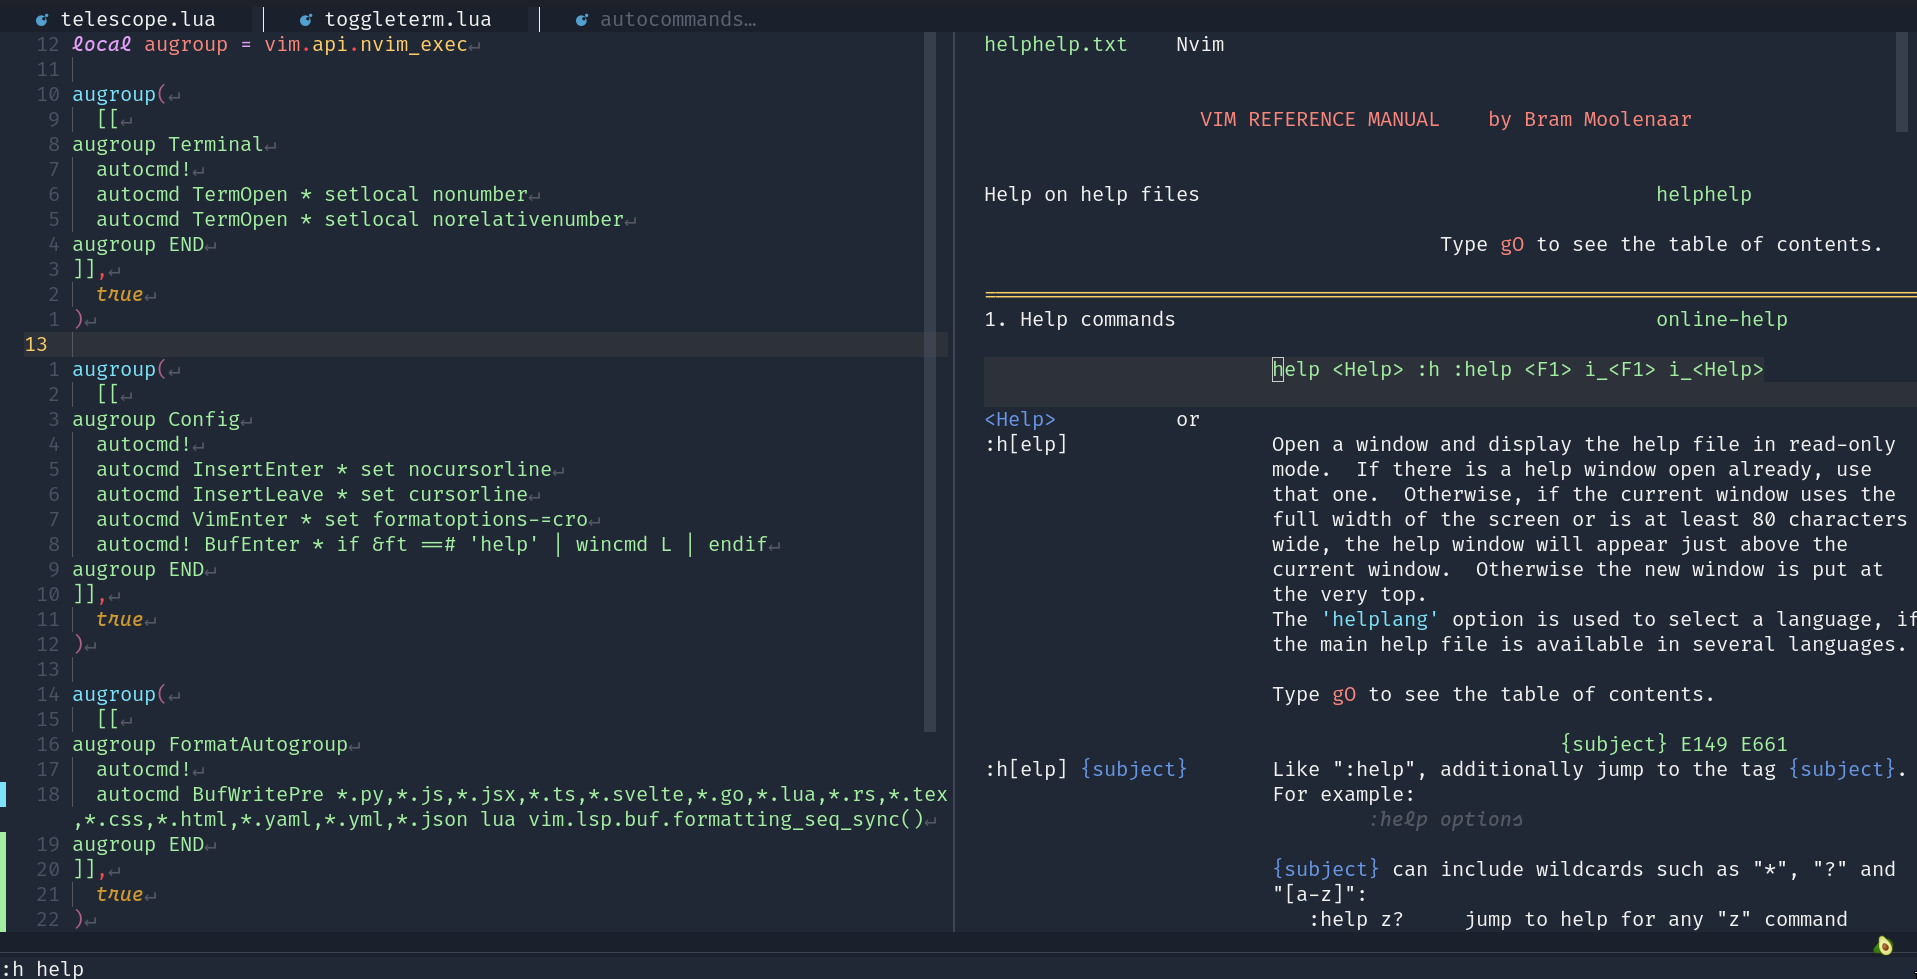 telescope.lua toggleterm.lua autocommands…
12 local augroup = vim.api.nvim_exec↵
11
10 augroup(↵
9 [[↵
8 augroup Terminal↵
7 autocmd!↵
6 autocmd TermOpen * setlocal nonumber↵
5 autocmd TermOpen * setlocal norelativenumber↵
4 augroup END↵
3 ]],↵
2 true↵
1 )↵
13
1 augroup(↵
2 [[↵
3 augroup Config↵
4 autocmd!↵
5 autocmd InsertEnter * set nocursorline↵
6 autocmd InsertLeave * set cursorline↵
7 autocmd VimEnter * set formatoptions-=cro↵
8 autocmd! BufEnter * if &ft ==# 'help' | wincmd L | endif↵
9 augroup END↵
10 ]],↵
11 true↵
12 )↵
13
14 augroup(↵
15 [[↵
16 augroup FormatAutogroup↵
17 autocmd!↵
18 autocmd BufWritePre *.py,*.js,*.jsx,*.ts,*.svelte,*.go,*.lua,*.rs,*.tex
,*.css,*.html,*.yaml,*.yml,*.json lua vim.lsp.buf.formatting_seq_sync()↵
19 augroup END↵
20 ]],↵
21 true↵
22 )↵
helphelp.txt Nvim
VIM REFERENCE MANUAL by Bram Moolenaar
Help on help files helphelp
Type gO to see the table of contents.
==============================================================================
1. Help commands online-help
help <Help> :h :help <F1> i_<F1> i_<Help>
<Help> or
:h[elp] Open a window and display the help file in read-only
mode. If there is a help window open already, use
that one. Otherwise, if the current window uses the
full width of the screen or is at least 80 characters
wide, the help window will appear just above the
current window. Otherwise the new window is put at
the very top.
The 'helplang' option is used to select a language, if
the main help file is available in several languages.
Type gO to see the table of contents.
{subject} E149 E661
:h[elp] {subject} Like ":help", additionally jump to the tag {subject}.
For example:
:help options
{subject} can include wildcards such as "*", "?" and
"[a-z]":
:help z? jump to help for any "z" command
:h help